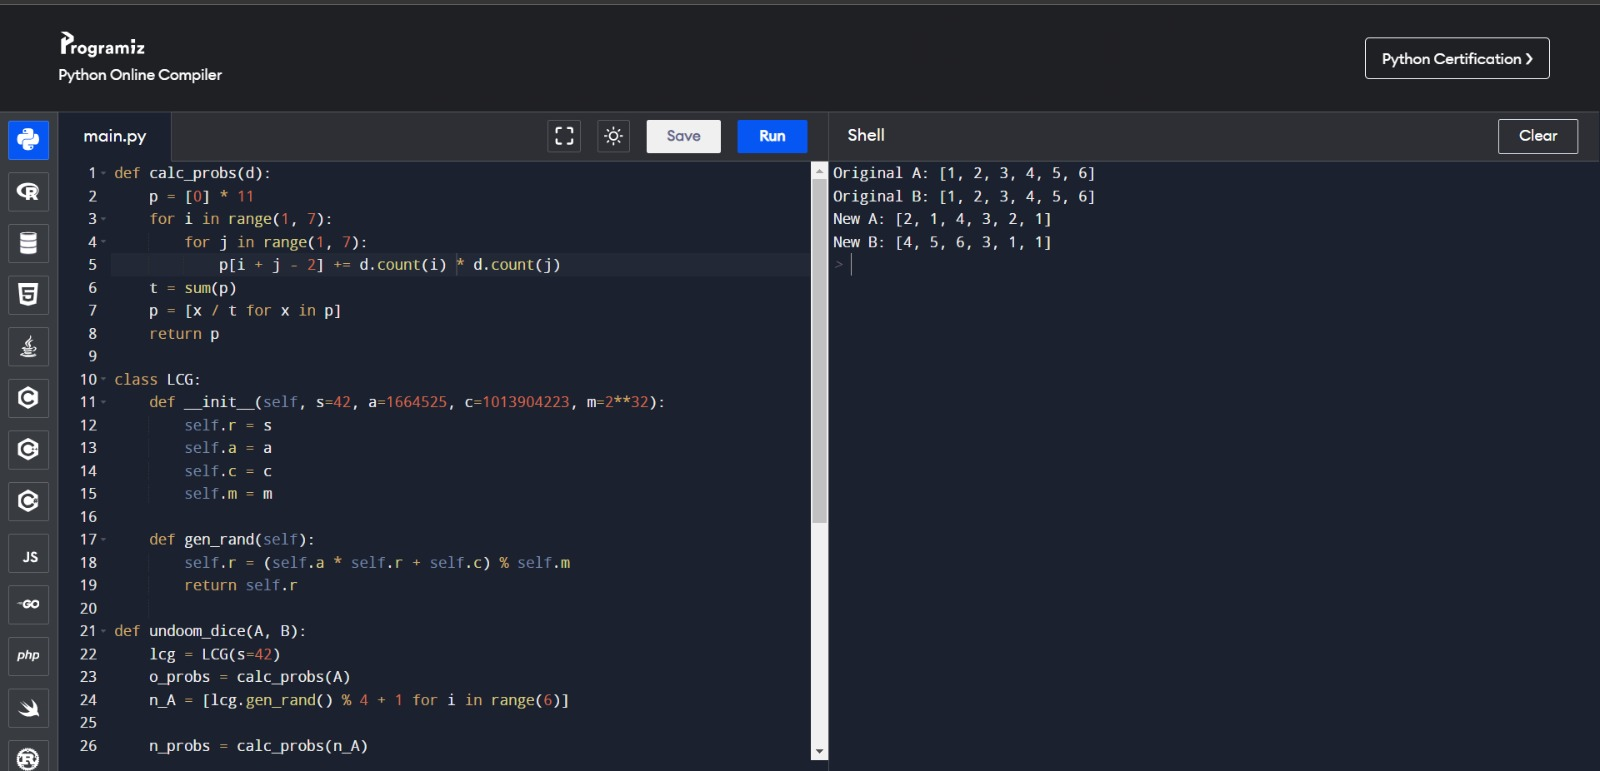 Programiz
Python Online Compiler
Python Certification
main.py
Save
Run
Shell
Clear
1 def calc_probs(d):
2     p = [0] * 11
3     for i in range(1, 7):
4         for j in range(1, 7):
5             p[i + j - 2] += d.count(i) * d.count(j)
6     t = sum(p)
7     p = [x / t for x in p]
8     return p
9
10 class LCG:
11     def __init__(self, s=42, a=1664525, c=1013904223, m=2**32):
12         self.r = s
13         self.a = a
14         self.c = c
15         self.m = m
16
17     def gen_rand(self):
18         self.r = (self.a * self.r + self.c) % self.m
19         return self.r
20
21 def undoom_dice(A, B):
22     lcg = LCG(s=42)
23     o_probs = calc_probs(A)
24     n_A = [lcg.gen_rand() % 4 + 1 for i in range(6)]
25
26     n_probs = calc_probs(n_A)
Original A: [1, 2, 3, 4, 5, 6]
Original B: [1, 2, 3, 4, 5, 6]
New A: [2, 1, 4, 3, 2, 1]
New B: [4, 5, 6, 3, 1, 1]
>
R
5
C
C
C
JS
GO
php
R